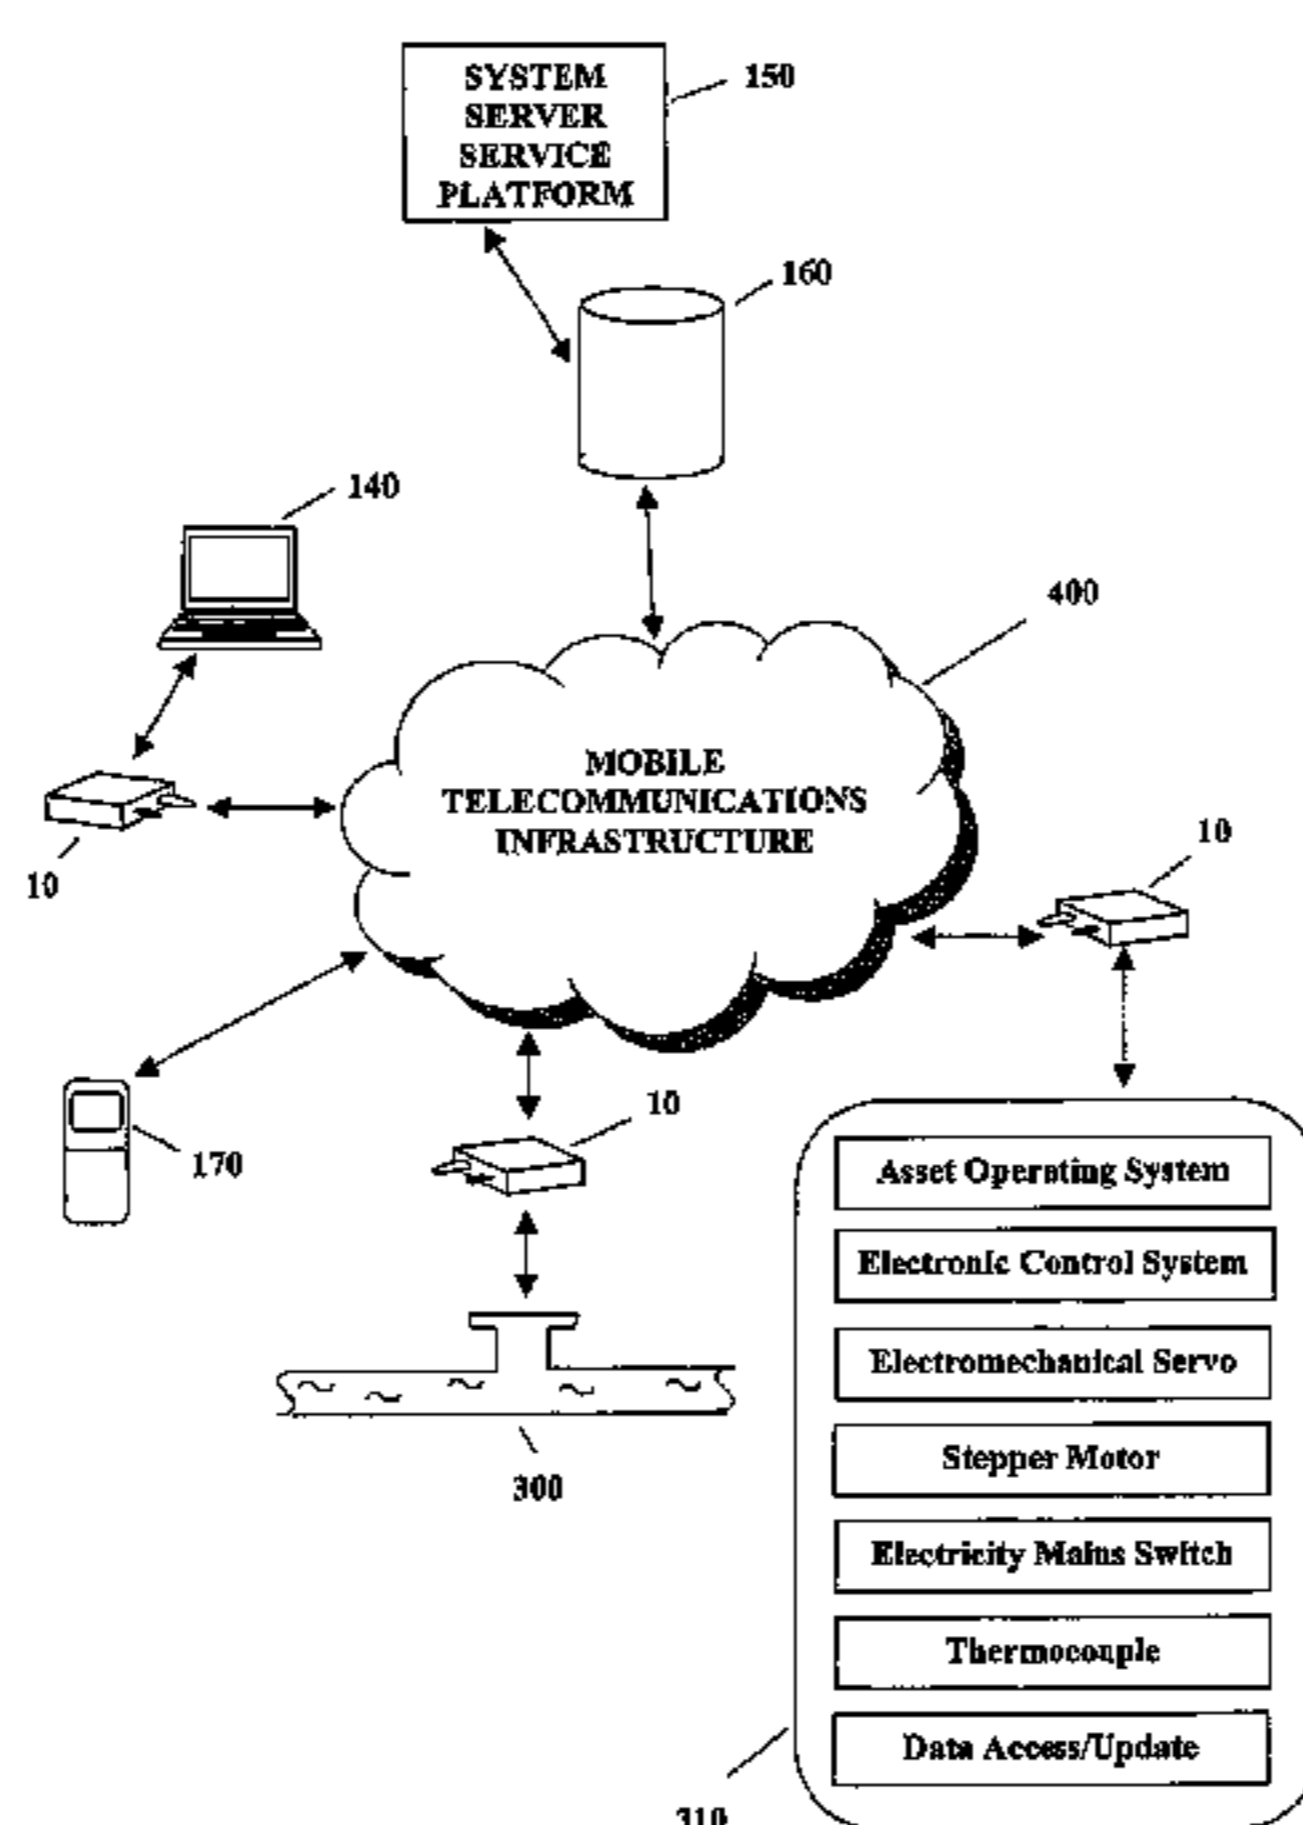 SYSTEM
SERVER
SERVICE
PLATFORM
150
160
140
400
MOBILE
TELECOMMUNICATIONS
INFRASTRUCTURE
10
10
10
170
Asset Operating System
Electronic Control System
Electromechanical Servo
Stepper Motor
300
Electricity Mains Switch
Thermocouple
Data Access/Update
310